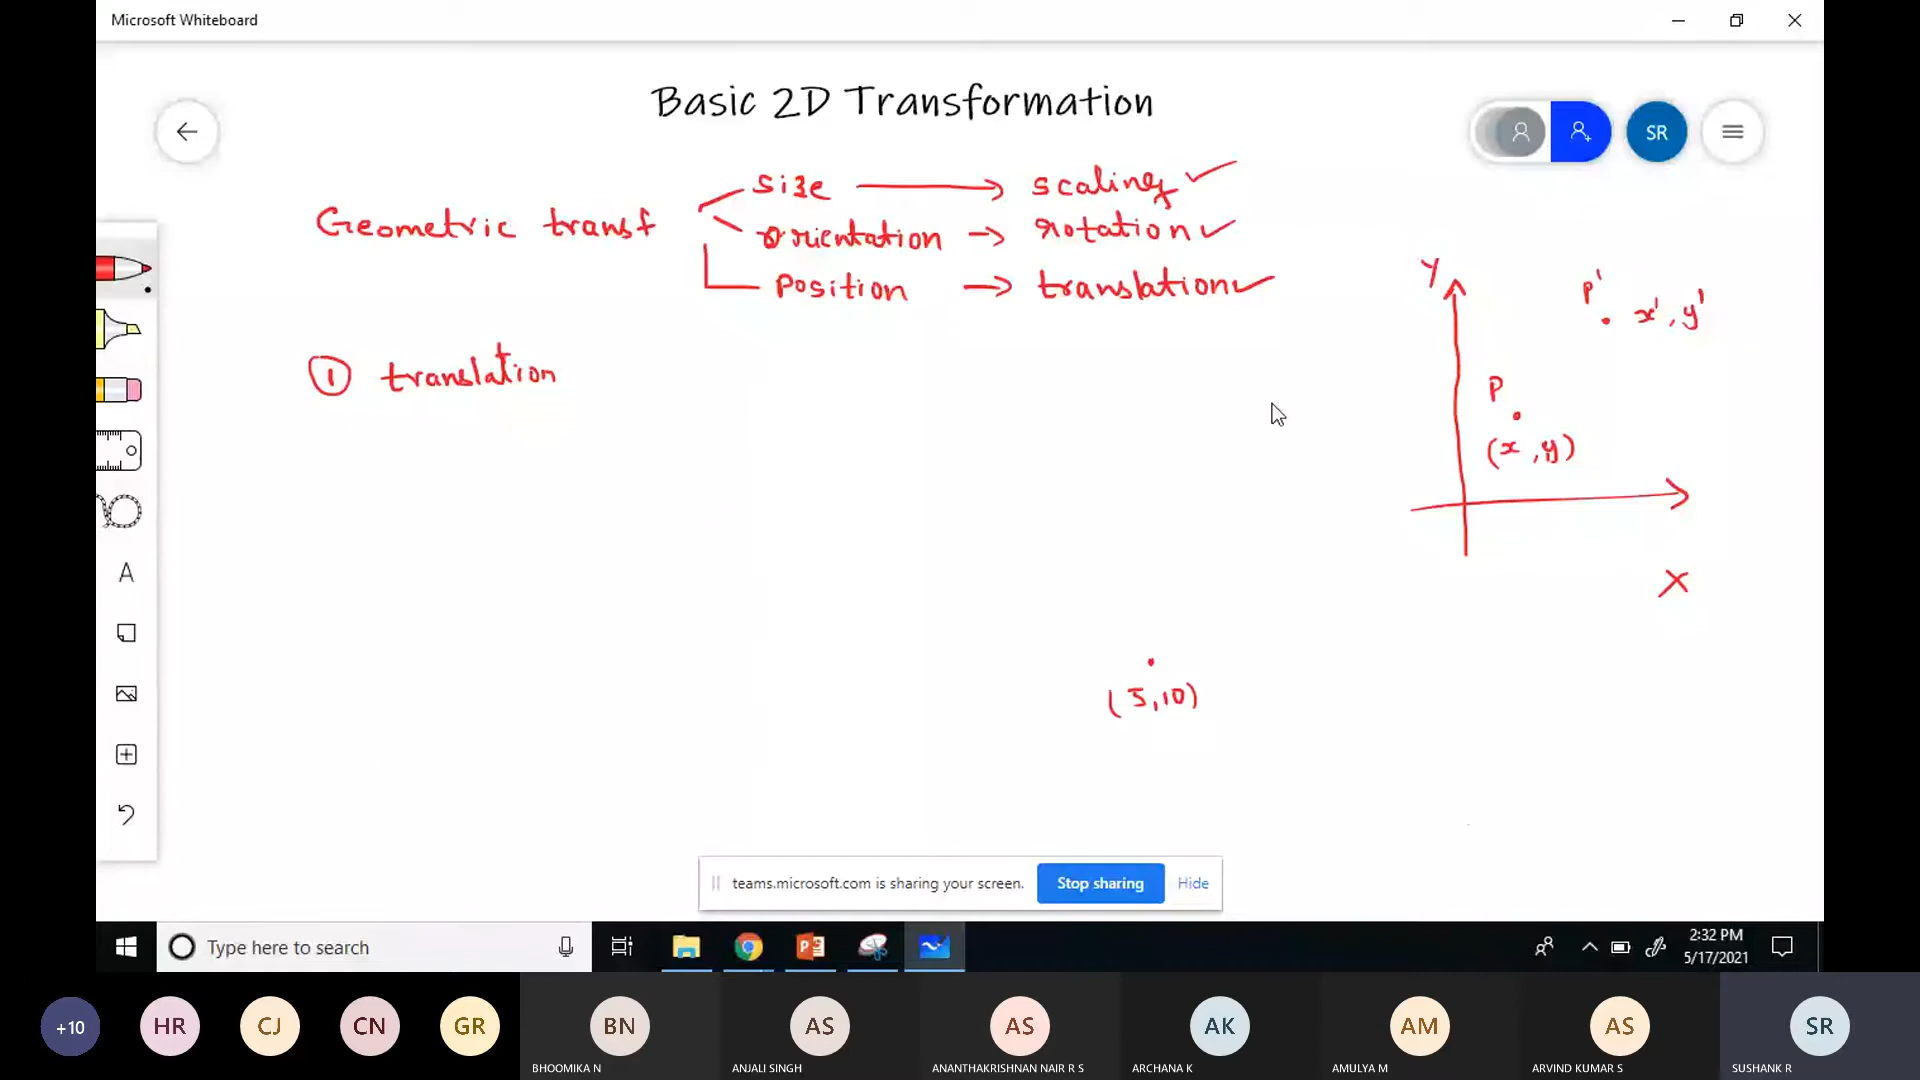 Microsoft Whiteboard
Basic 2D Transformation
SR
Geometric transf
size → scaling ✓
orientation → rotation ✓
position → translation ✓
① translation
Y
P'
x', y'
P
(x, y)
X
(5,10)
A
teams.microsoft.com is sharing your screen.
Stop sharing
Hide
Type here to search
2:32 PM
5/17/2021
+10
HR
CJ
CN
GR
BN
BHOOMIKA N
AS
ANJALI SINGH
AS
ANANTHAKRISHNAN NAIR R S
AK
ARCHANA K
AM
AMULYA M
AS
ARVIND KUMAR S
SR
SUSHANK R